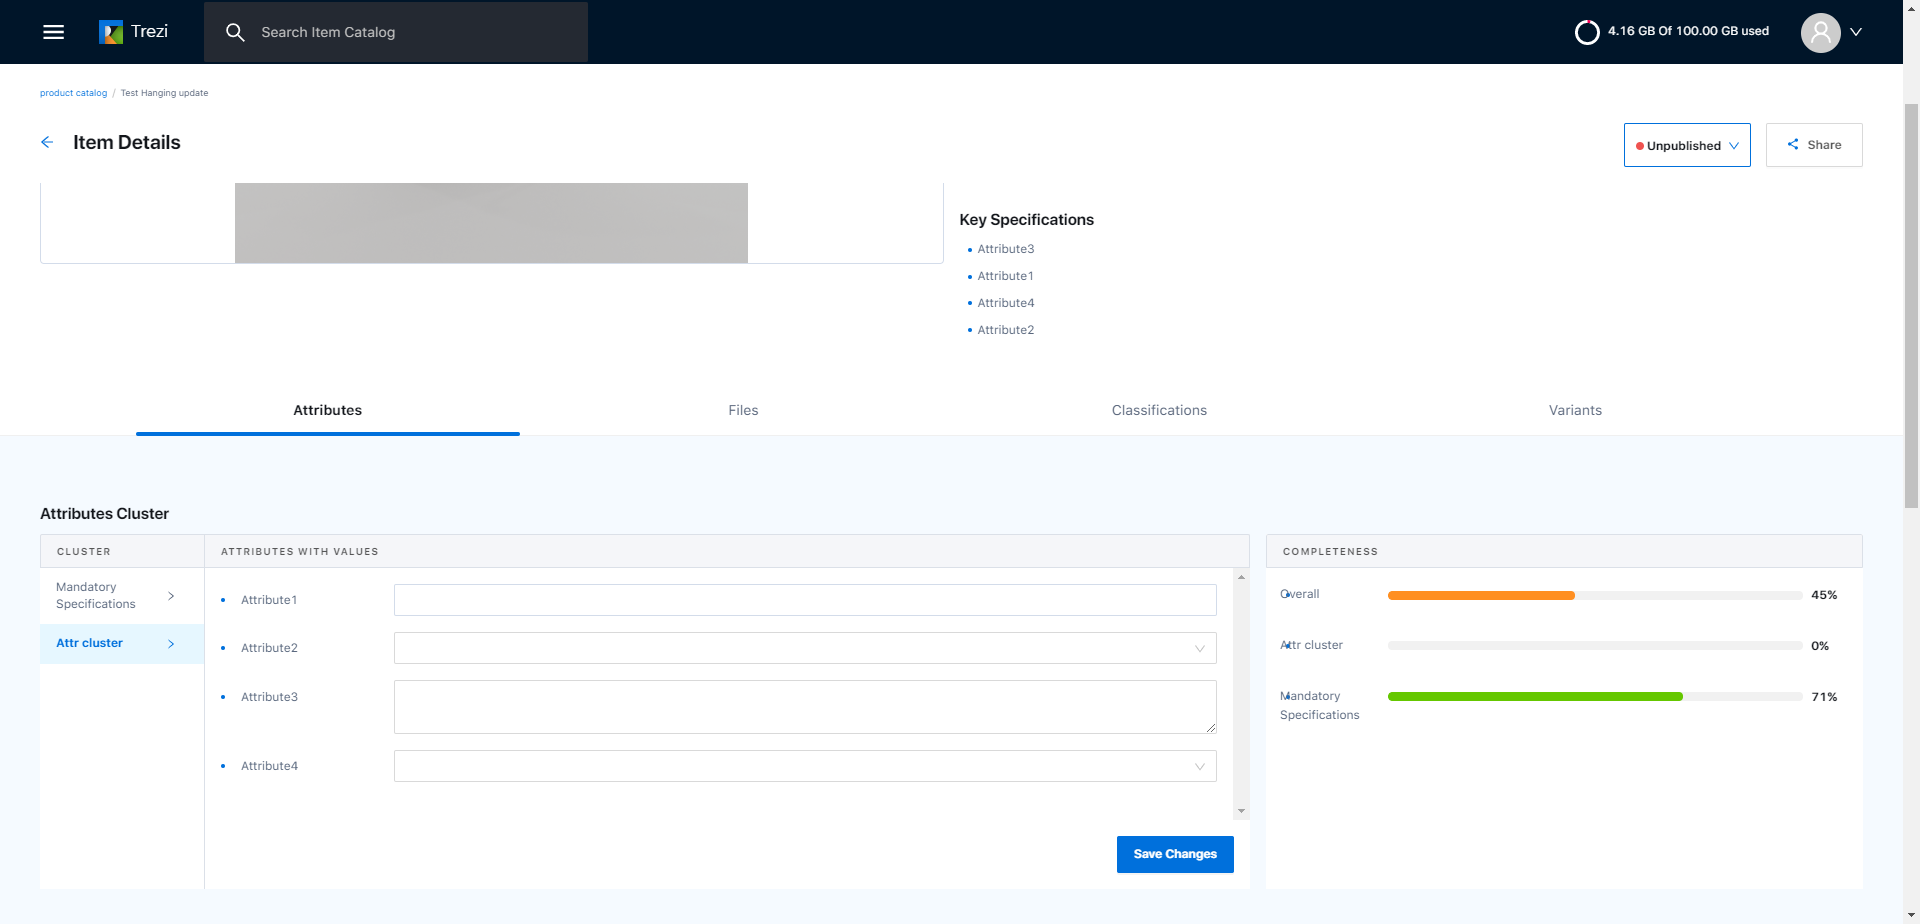 Trezi
Search Item Catalog
4.16 GB Of 100.00 GB used
product catalog / Test Hanging update
Item Details
Unpublished
Share
Key Specifications
Attribute3
Attribute1
Attribute4
Attribute2
Attributes
Files
Classifications
Variants
Attributes Cluster
CLUSTER
ATTRIBUTES WITH VALUES
COMPLETENESS
Mandatory
Specifications
Attr cluster
Attribute1
Attribute2
Attribute3
Attribute4
Save Changes
Overall
45%
Attr cluster
0%
Mandatory
Specifications
71%